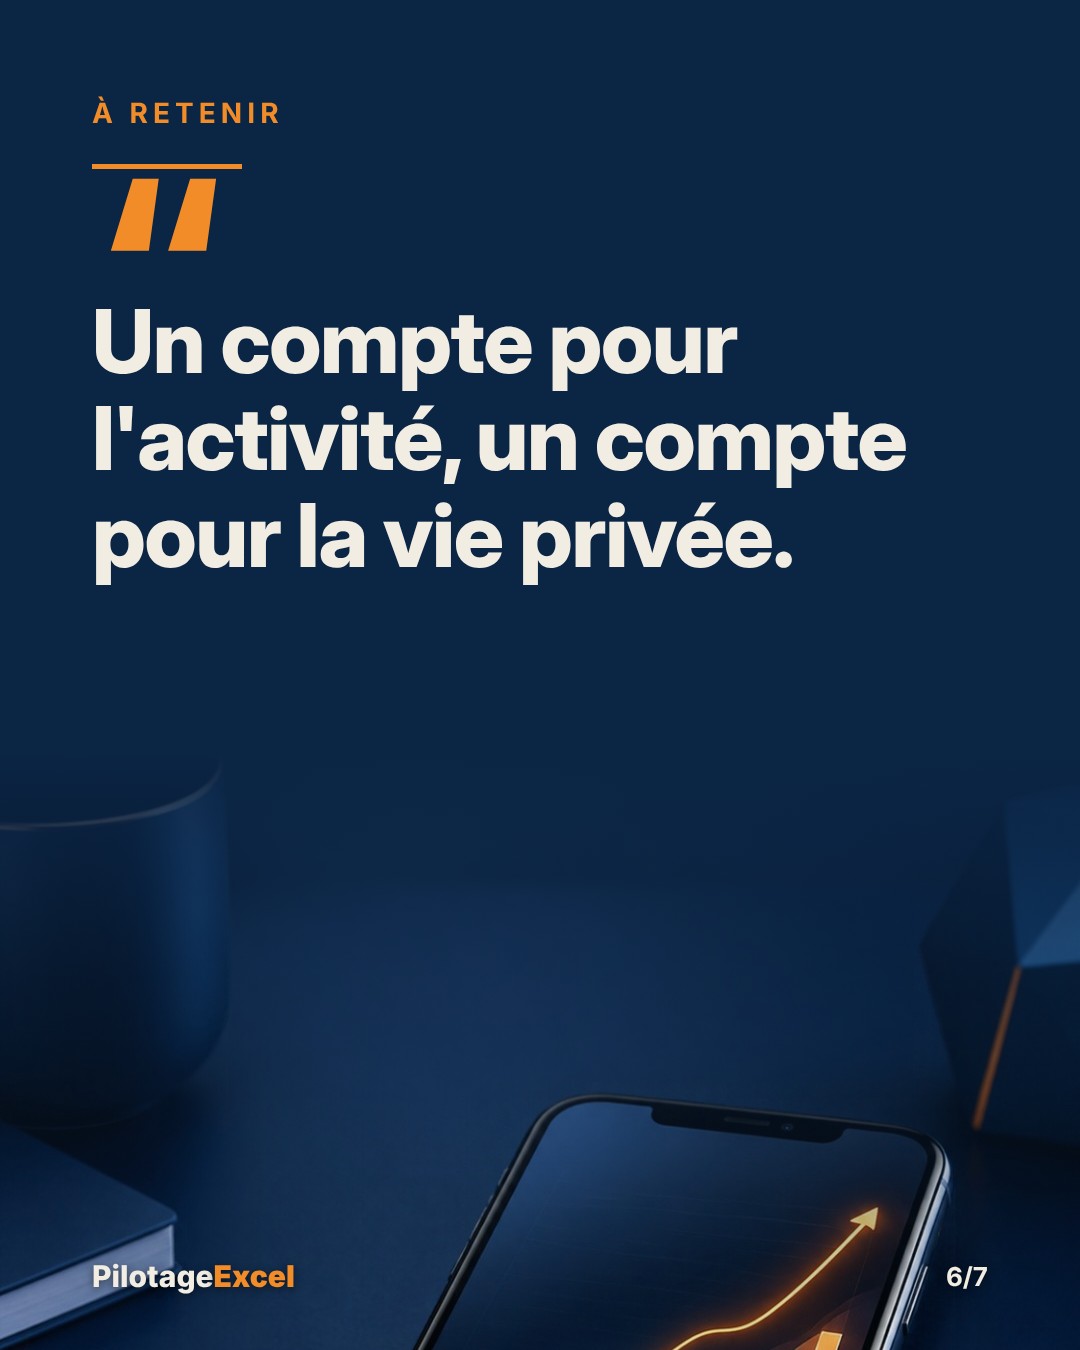 À RETENIR
"
Un compte pour
l'activité, un compte
pour la vie privée.
PilotageExcel
6/7